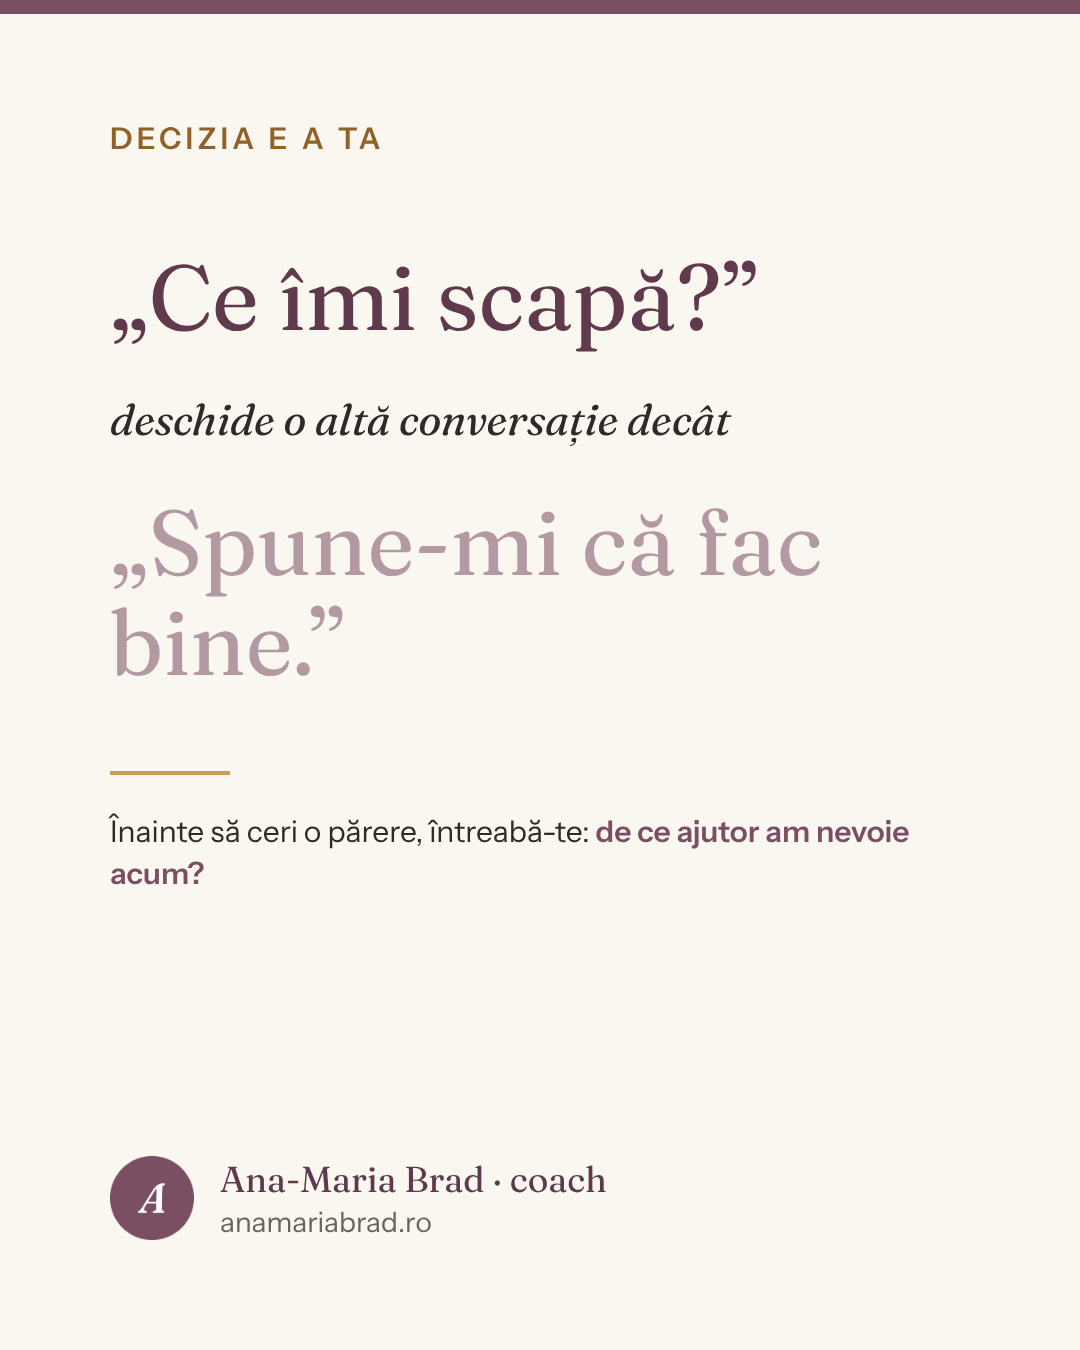 DECIZIA E A TA
„Ce îmi scapă?”
deschide o altă conversație decât
„Spune-mi că fac
bine.”
Înainte să ceri o părere, întreabă-te: de ce ajutor am nevoie
acum?
A
Ana-Maria Brad · coach
anamariabrad.ro